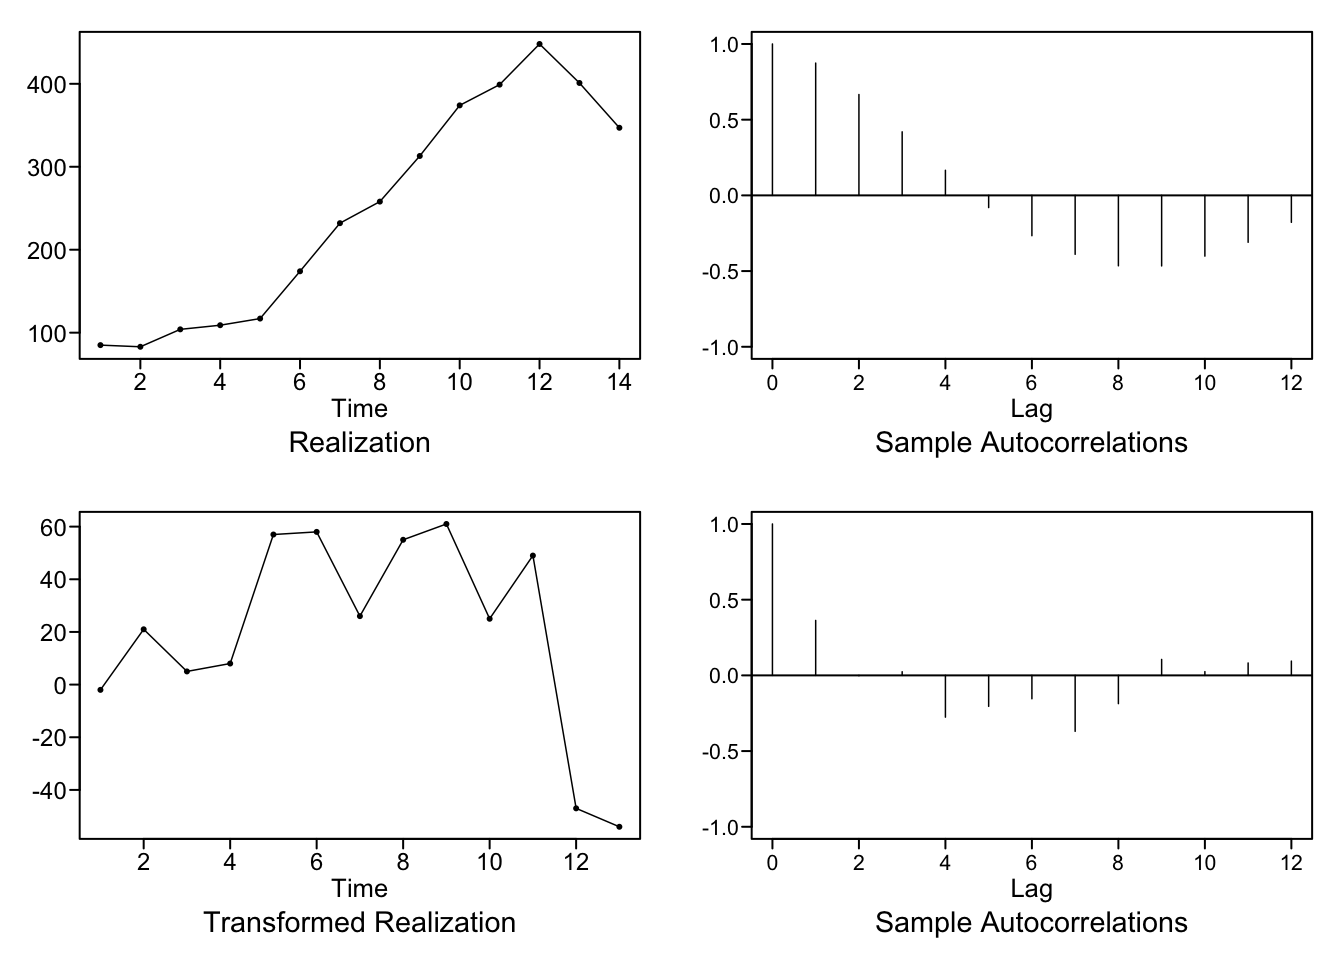 400
300
200
100
2 4 6 8 10 12 14
Time
Realization
1.0
0.5
0.0
-0.5
-1.0
0 2 4 6 8 10 12
Lag
Sample Autocorrelations
60
40
20
0
-20
-40
2 4 6 8 10 12
Time
Transformed Realization
1.0
0.5
0.0
-0.5
-1.0
0 2 4 6 8 10 12
Lag
Sample Autocorrelations